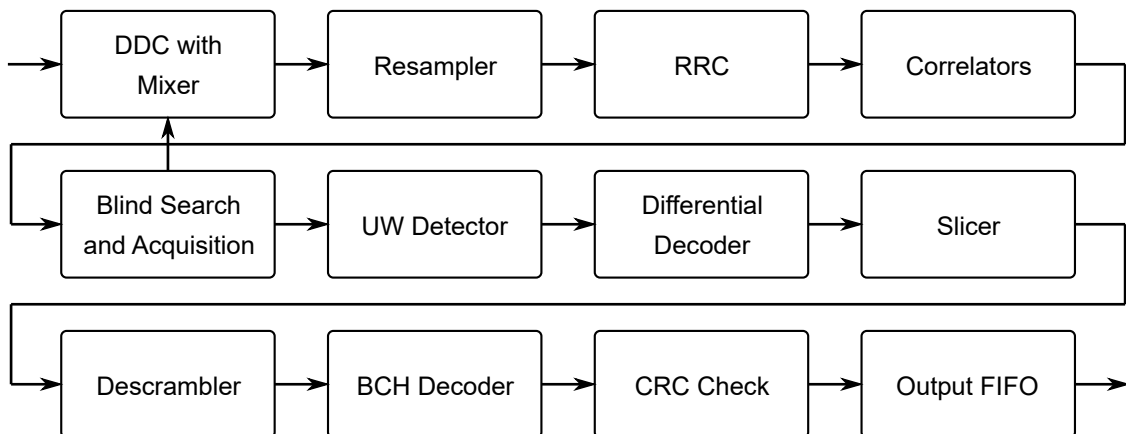 DDC with
Mixer
Resampler
RRC
Correlators
Blind Search
and Acquisition
UW Detector
Differential
Decoder
Slicer
Descrambler
BCH Decoder
CRC Check
Output FIFO